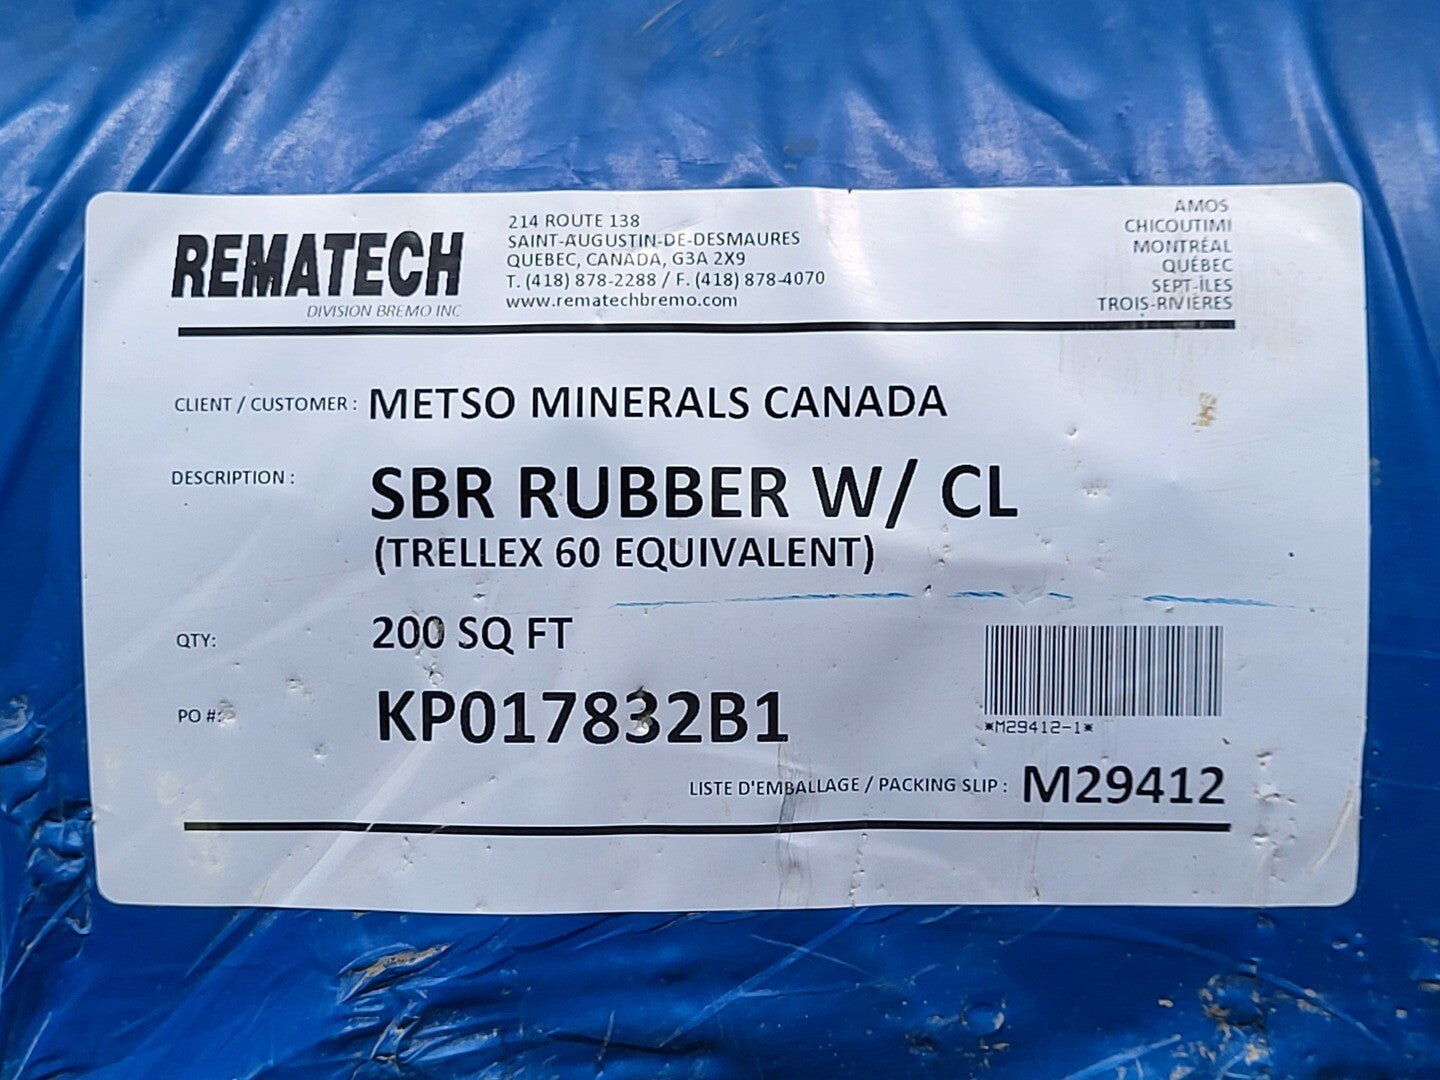 REMATECH
DIVISION BREMO INC
214 ROUTE 138
SAINT-AUGUSTIN-DE-DESMAURES
QUEBEC, CANADA, G3A 2X9
T. (418) 878-2288 / F. (418) 878-4070
www.rematechbremo.com
AMOS
CHICOUTIMI
MONTRÉAL
QUÉBEC
SEPT-ÎLES
TROIS-RIVIÈRES
CLIENT / CUSTOMER : METSO MINERALS CANADA
DESCRIPTION : SBR RUBBER W/ CL
(TRELLEX 60 EQUIVALENT)
QTY: 200 SQ FT
PO #: KP017832B1
*M29412-1*
LISTE D'EMBALLAGE / PACKING SLIP : M29412